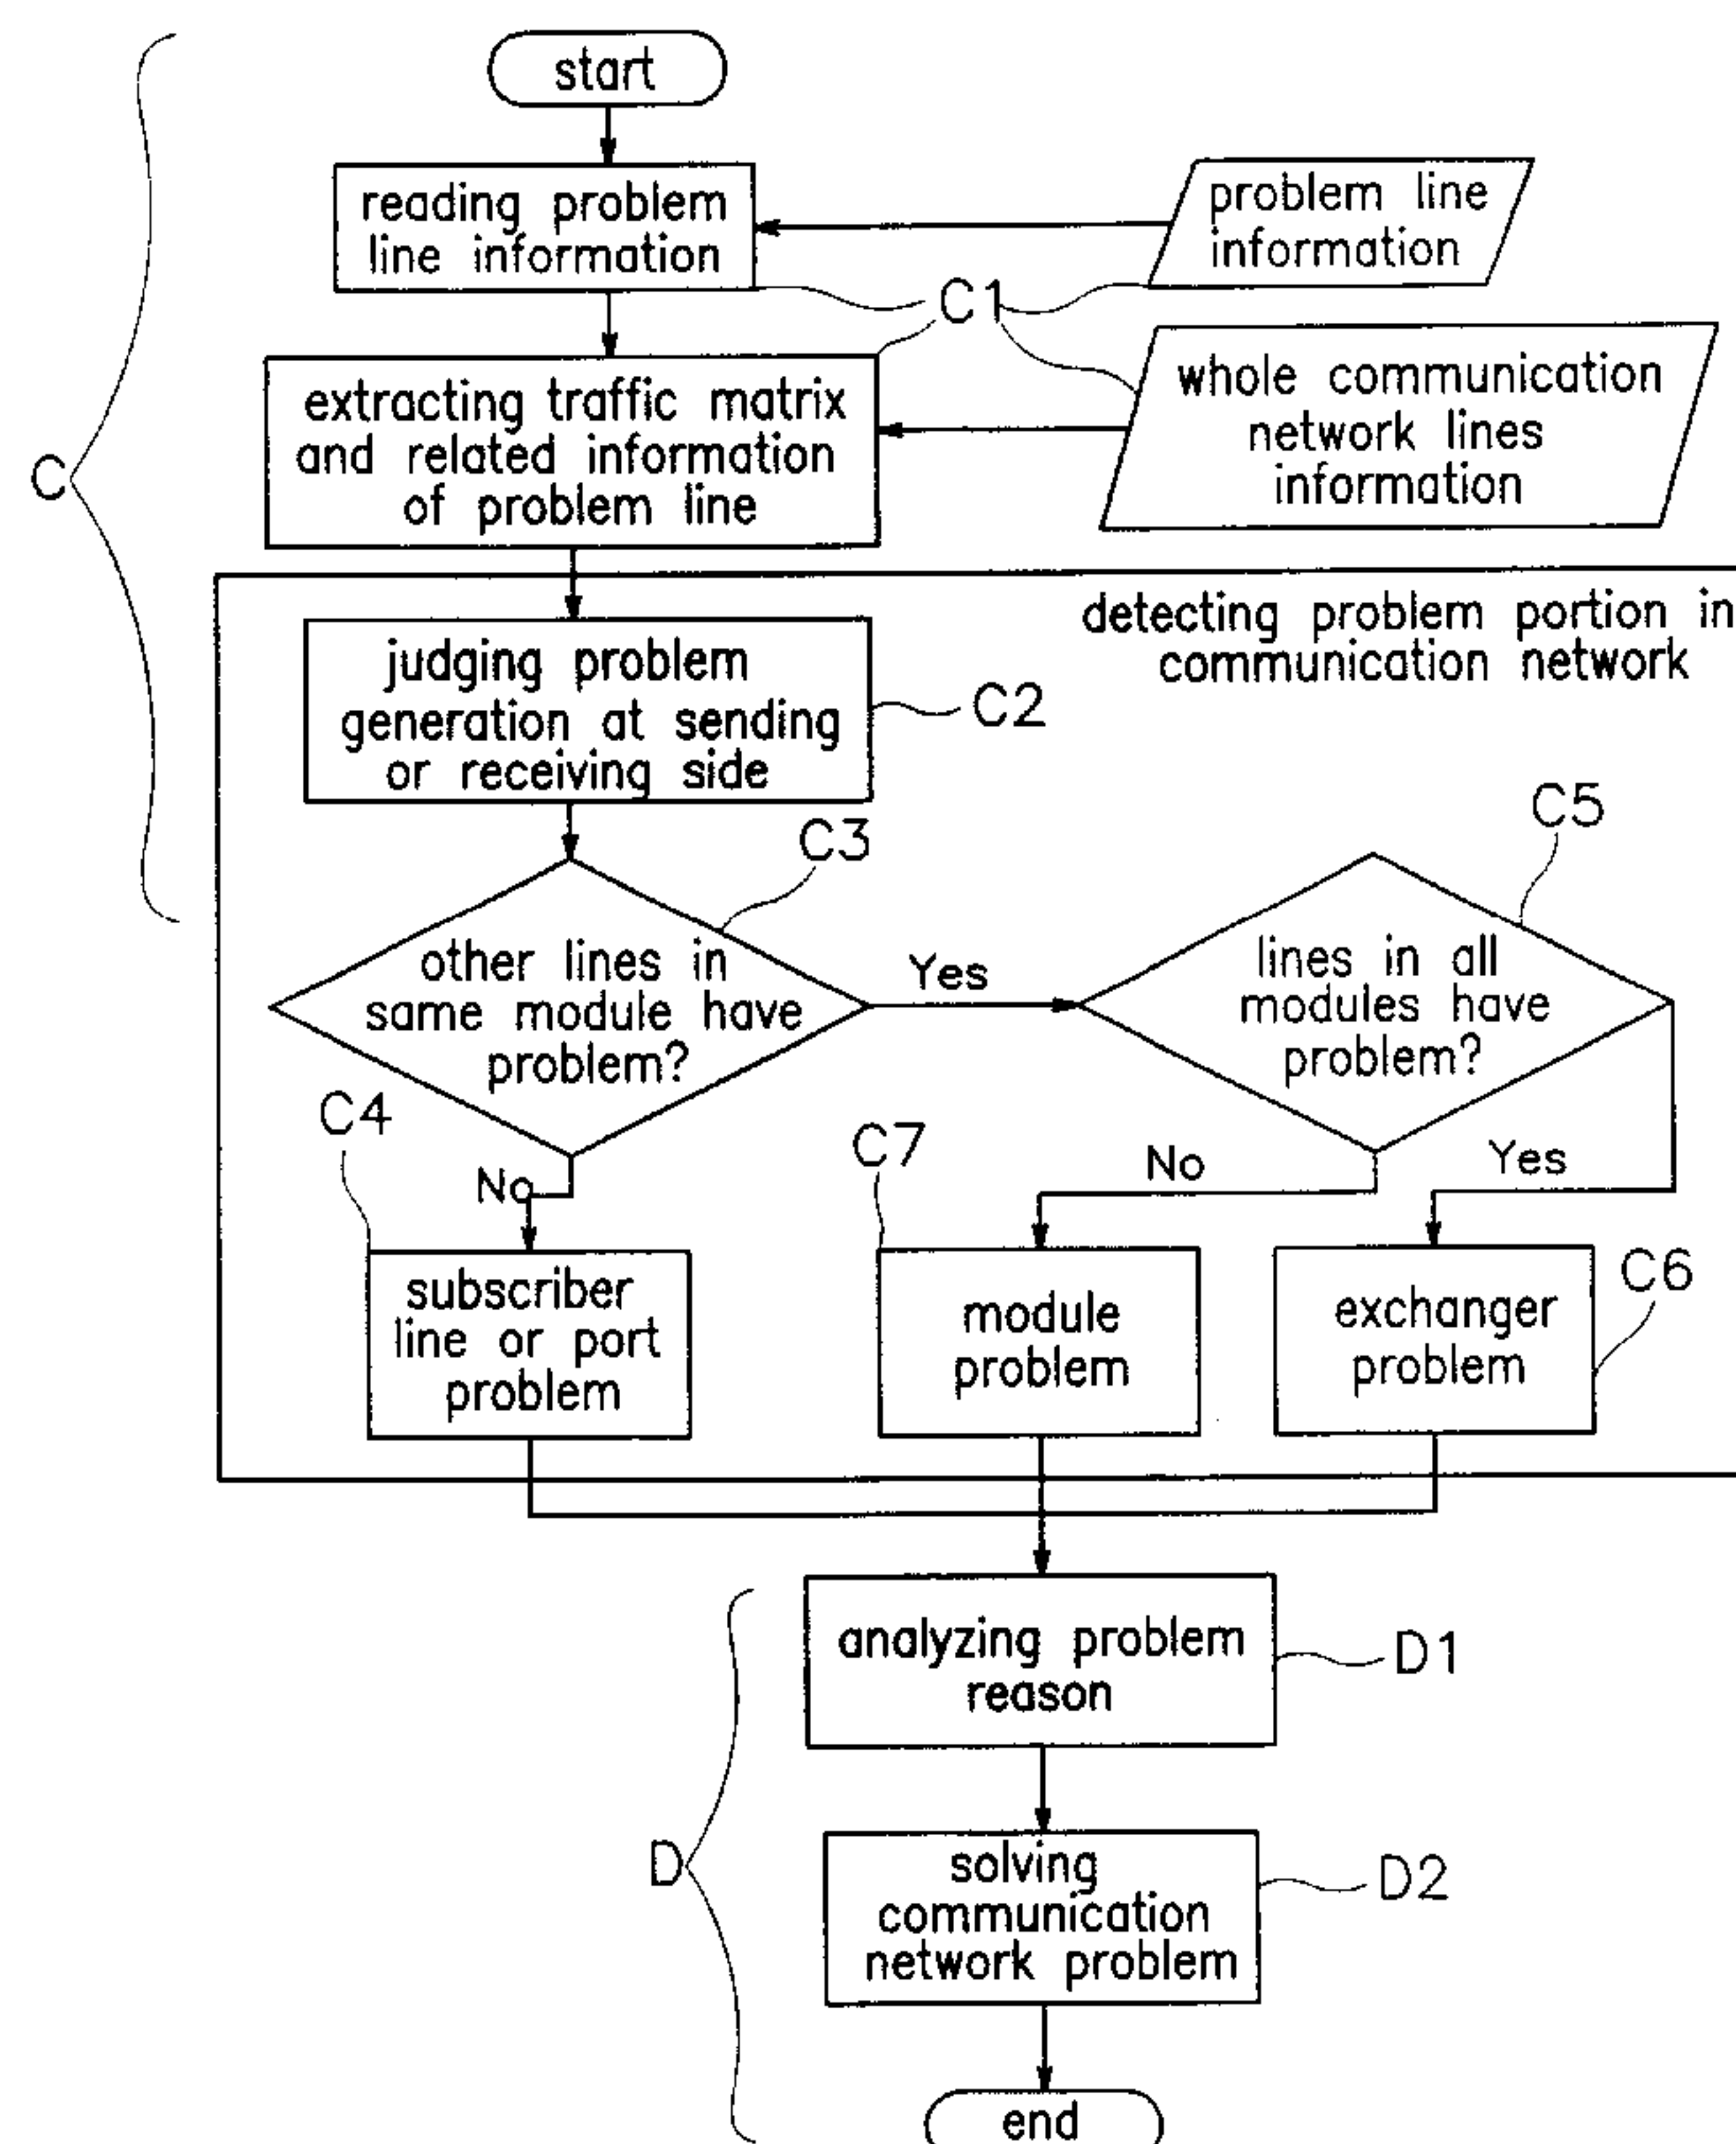 start
reading problem
line information
problem line
information
C1
extracting traffic matrix
and related information
of problem line
whole communication
network lines
information
C
detecting problem portion in
communication network
judging problem
generation at sending
or receiving side
C2
C3
C5
other lines in
same module have
problem?
Yes
lines in all
modules have
problem?
C4
No
C7
No
Yes
subscriber
line or port
problem
module
problem
exchanger
problem
C6
analyzing problem
reason
D1
D
solving
communication
network problem
D2
end